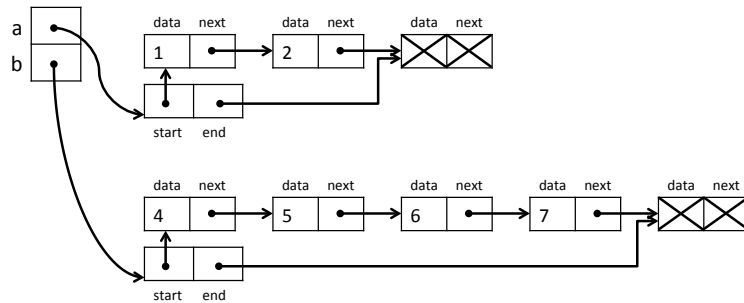 a
b
data next data next data next
1 2
start end
data next data next data next data next data next
4 5 6 7
start end